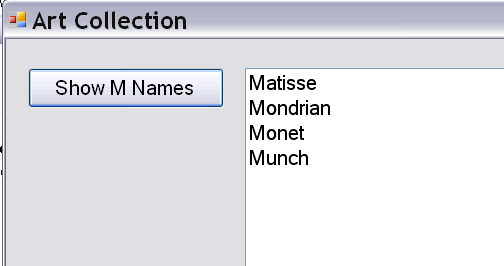 Art Collection
Show M Names
Matisse
Mondrian
Monet
Munch